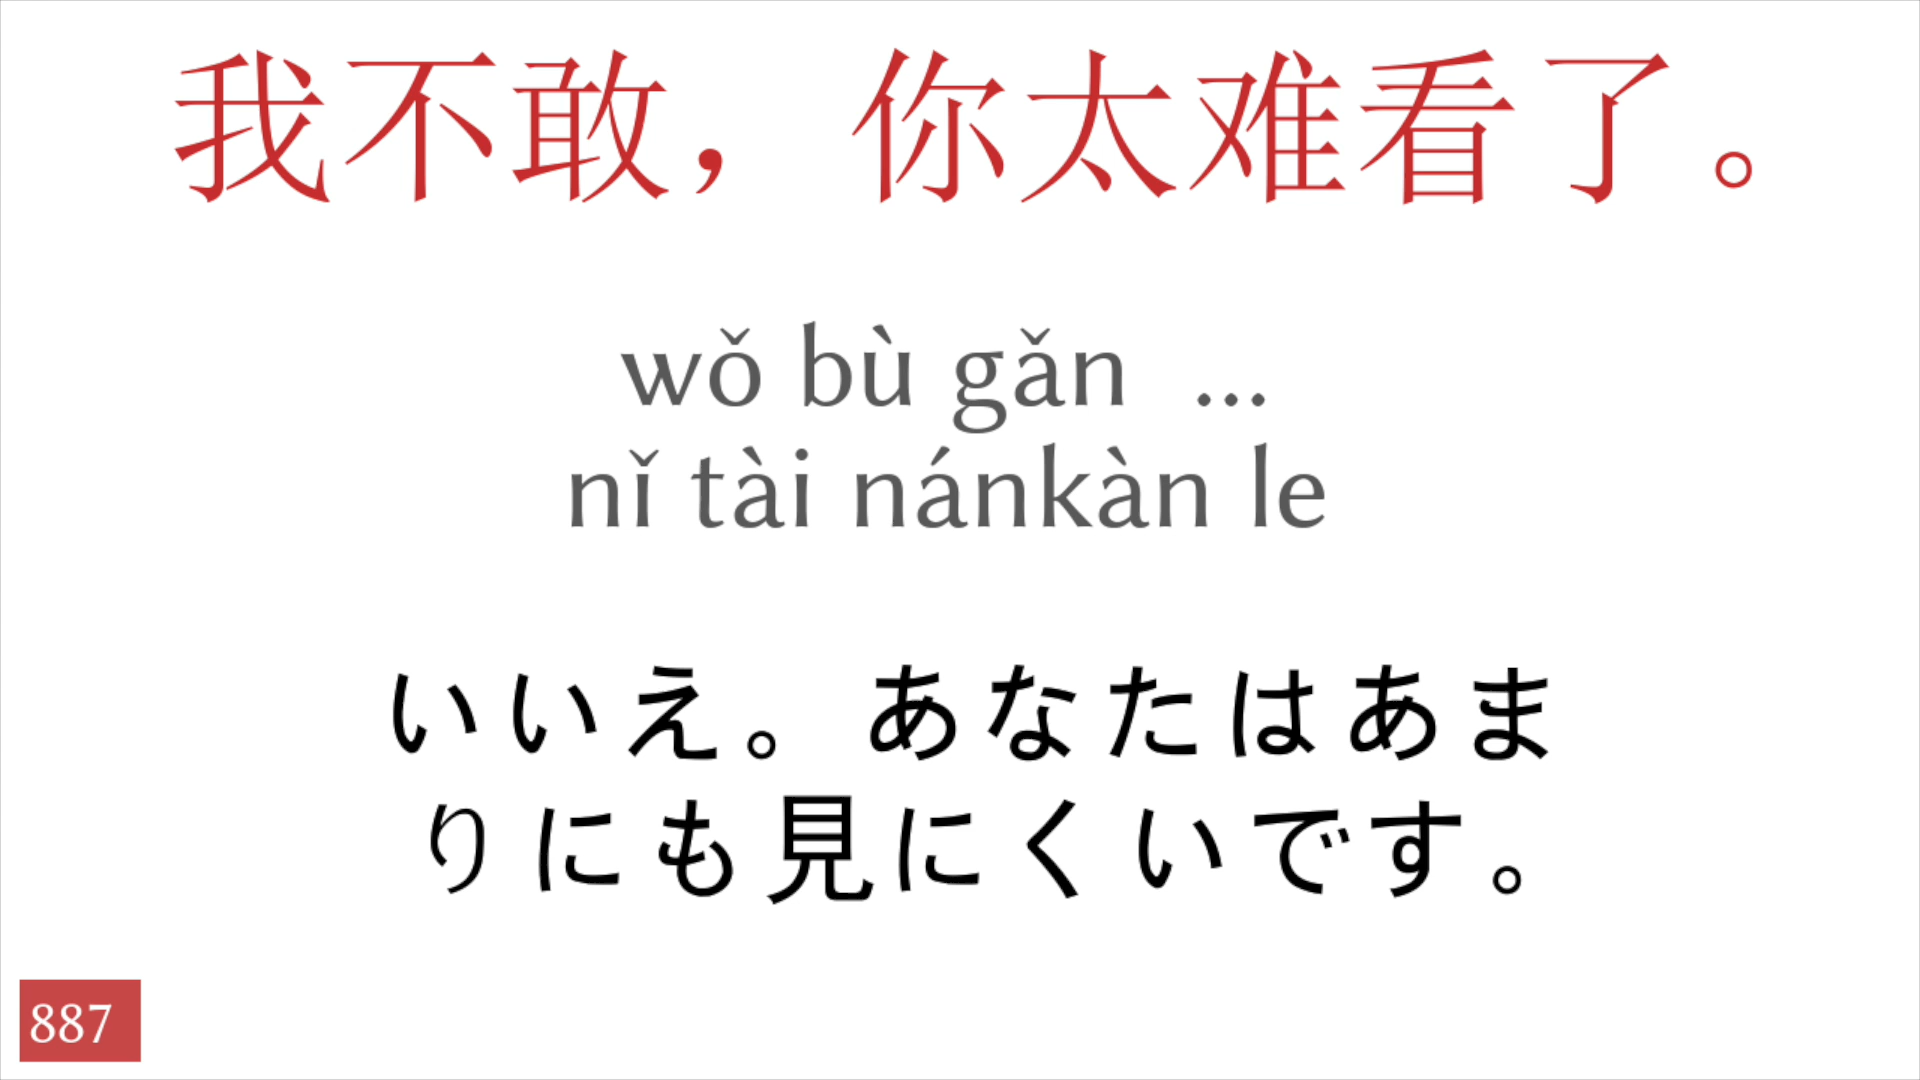 我不敢，你太难看了。
wǒ bù gǎn ...
nǐ tài nánkàn le
いいえ。あなたはあま
りにも見にくいです。
887